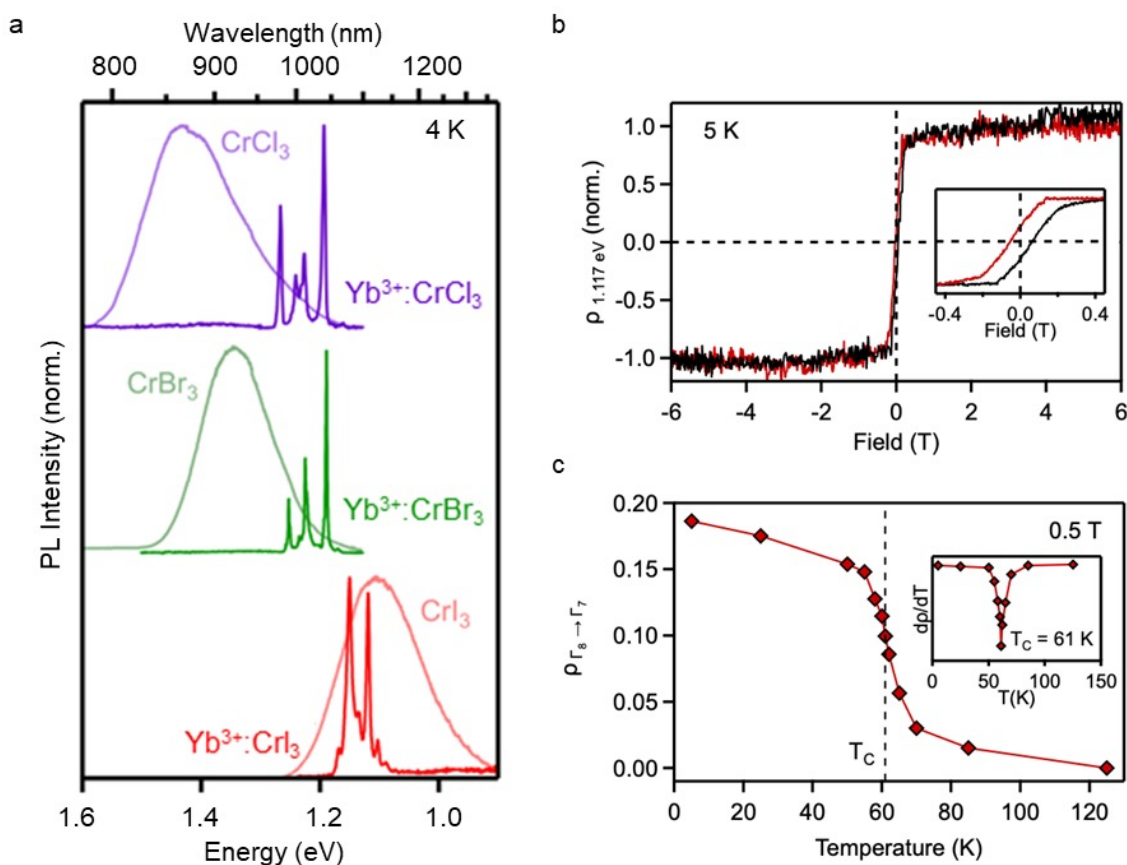 a
Wavelength (nm)
800 900 1000 1200
4 K
CrCl₃
Yb³⁺:CrCl₃
CrBr₃
Yb³⁺:CrBr₃
CrI₃
Yb³⁺:CrI₃
PL Intensity (norm.)
1.6 1.4 1.2 1.0
Energy (eV)
b
5 K
ρ 1.117 eV (norm.)
1.0
0.5
0.0
-0.5
-1.0
-6 -4 -2 0 2 4 6
Field (T)
-0.4 0.0 0.4
Field (T)
c
0.5 T
ρ Γ₈ → Γ₇
0.20
0.15
0.10
0.05
0.00
T_C
0 20 40 60 80 100 120
Temperature (K)
dρ/dT
T_C = 61 K
0 50 100 150
T(K)